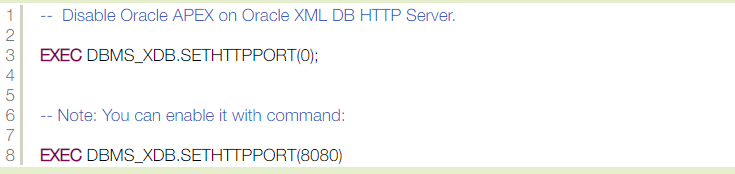 1 -- Disable Oracle APEX on Oracle XML DB HTTP Server.
2
3 EXEC DBMS_XDB.SETHTTPPORT(0);
4
5
6 -- Note: You can enable it with command:
7
8 EXEC DBMS_XDB.SETHTTPPORT(8080)